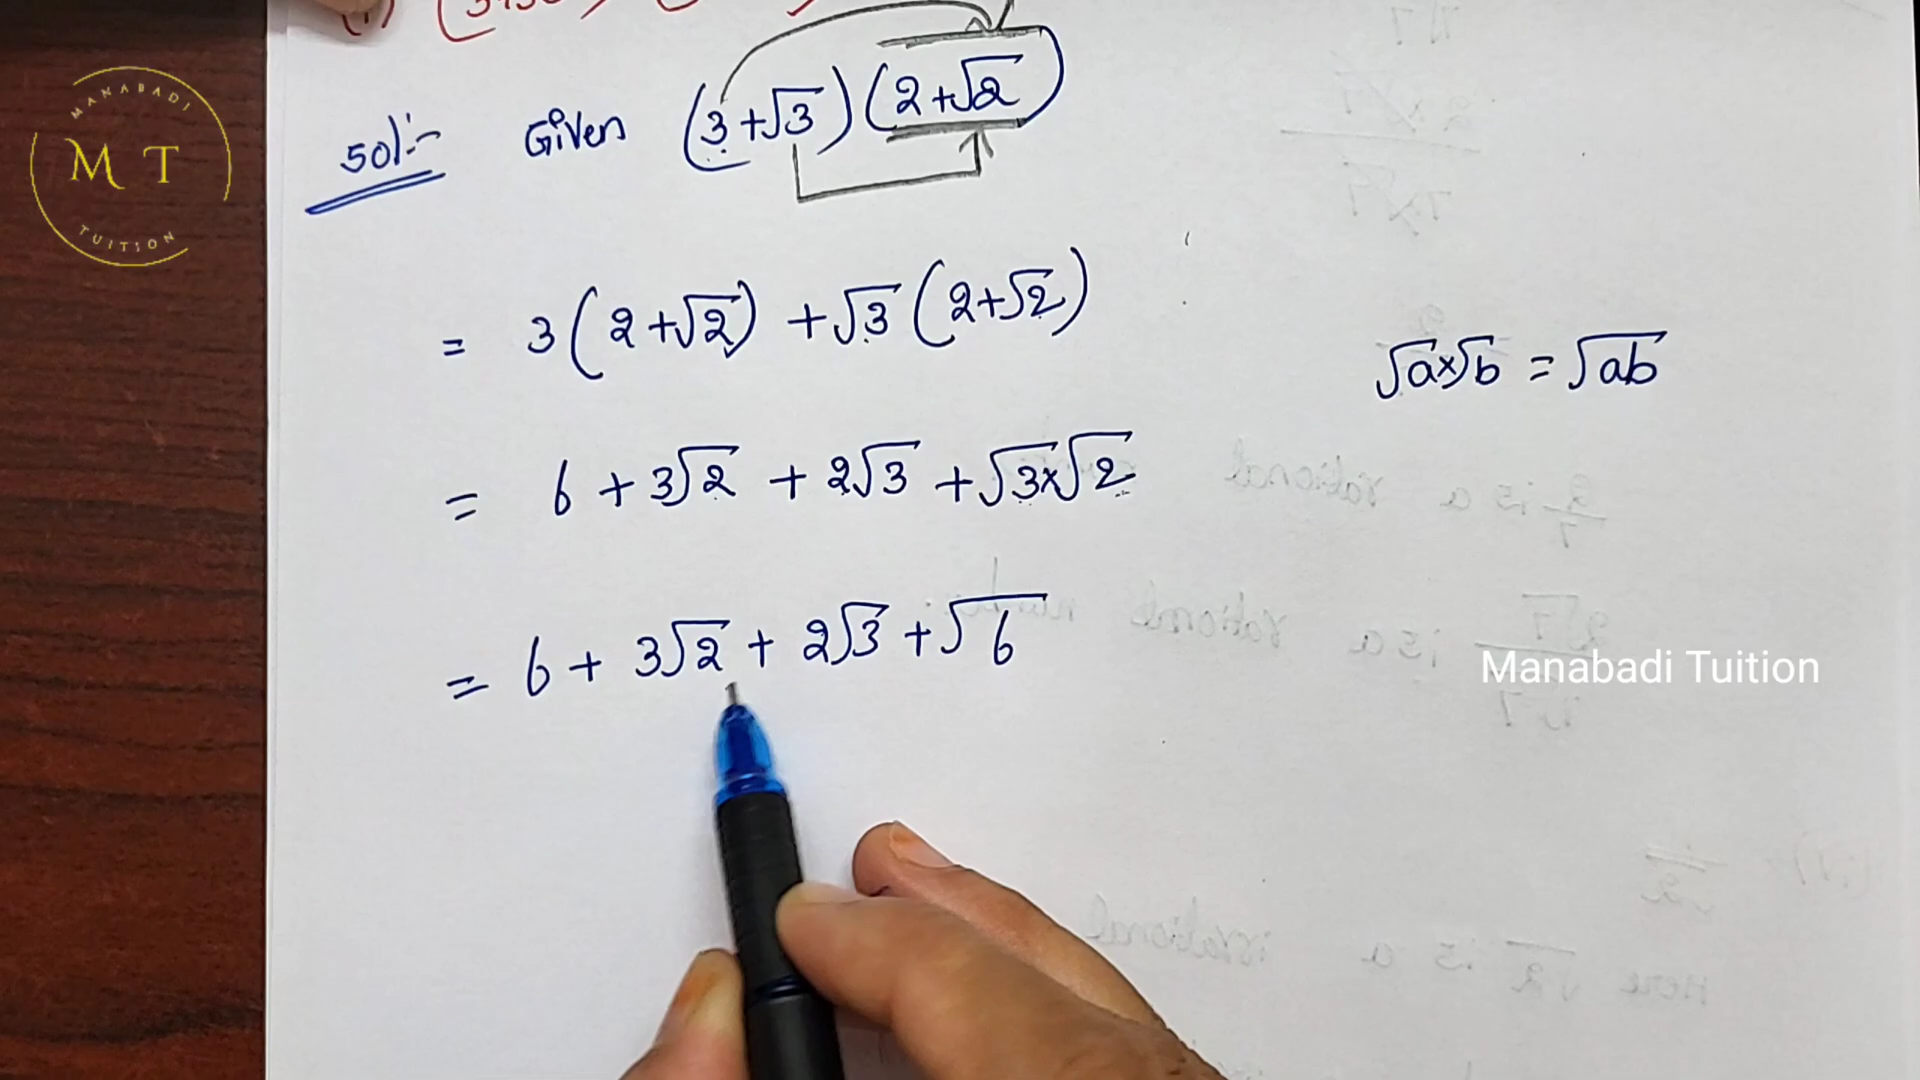 MANABADI
M T
TUITION
Sol:- Given (3+√3)(2+√2)
= 3(2+√2) +√3(2+√2)
√a×√b = √ab
= 6 + 3√2 + 2√3 +√3×√2
= 6 + 3√2 + 2√3 +√6
Manabadi Tuition